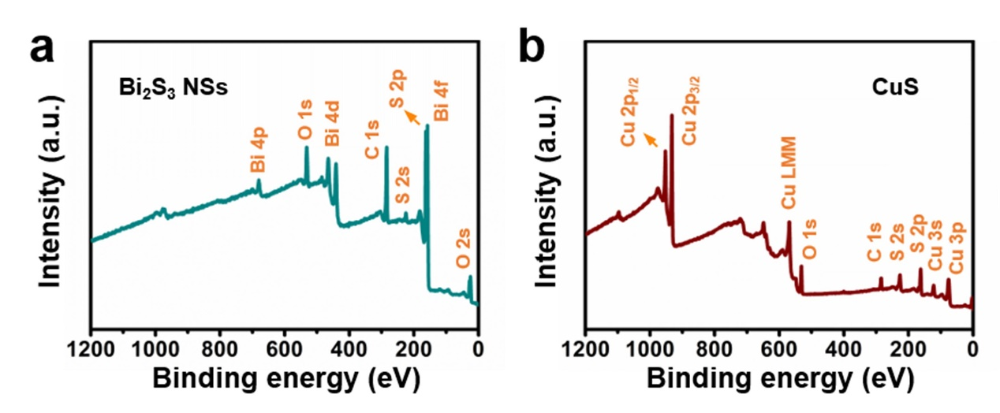 a
Bi₂S₃ NSs
Bi 4p
O 1s
Bi 4d
C 1s
S 2s
S 2p
Bi 4f
O 2s
Intensity (a.u.)
1200 1000 800 600 400 200 0
Binding energy (eV)
b
CuS
Cu 2p₁/₂
Cu 2p₃/₂
Cu LMM
O 1s
C 1s
S 2s
S 2p
Cu 3s
Cu 3p
Intensity (a.u.)
1200 1000 800 600 400 200 0
Binding energy (eV)